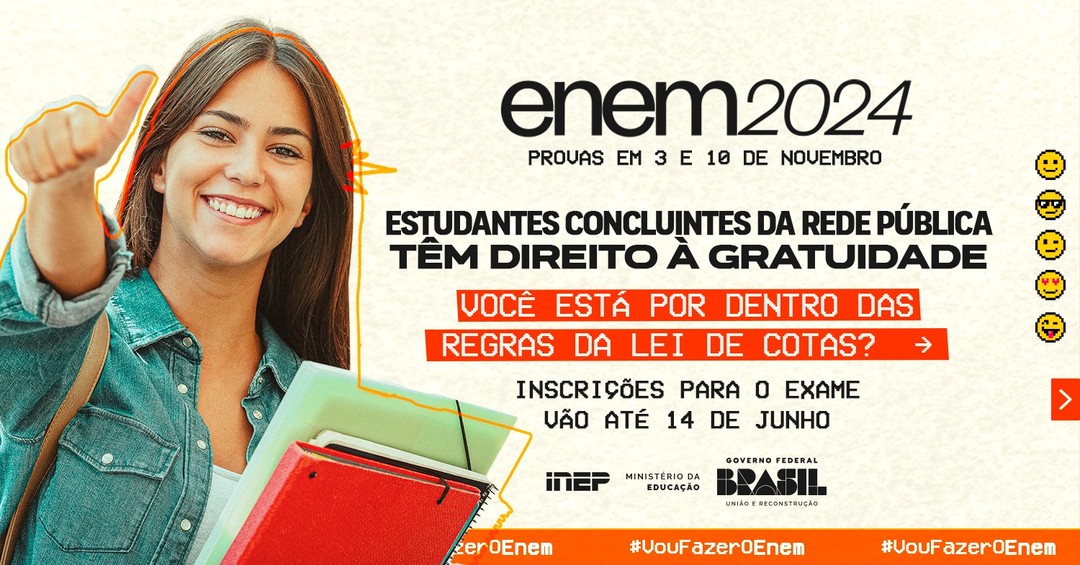 enem2024
PROVAS EM 3 E 10 DE NOVEMBRO
ESTUDANTES CONCLUINTES DA REDE PÚBLICA
TÊM DIREITO À GRATUIDADE
VOCÊ ESTÁ POR DENTRO DAS
REGRAS DA LEI DE COTAS? →
INSCRIÇÕES PARA O EXAME
VÃO ATÉ 14 DE JUNHO
inep
MINISTÉRIO DA
EDUCAÇÃO
GOVERNO FEDERAL
BRASIL
UNIÃO E RECONSTRUÇÃO
zerOEnem #VouFazerOEnem #VouFazerOEnem